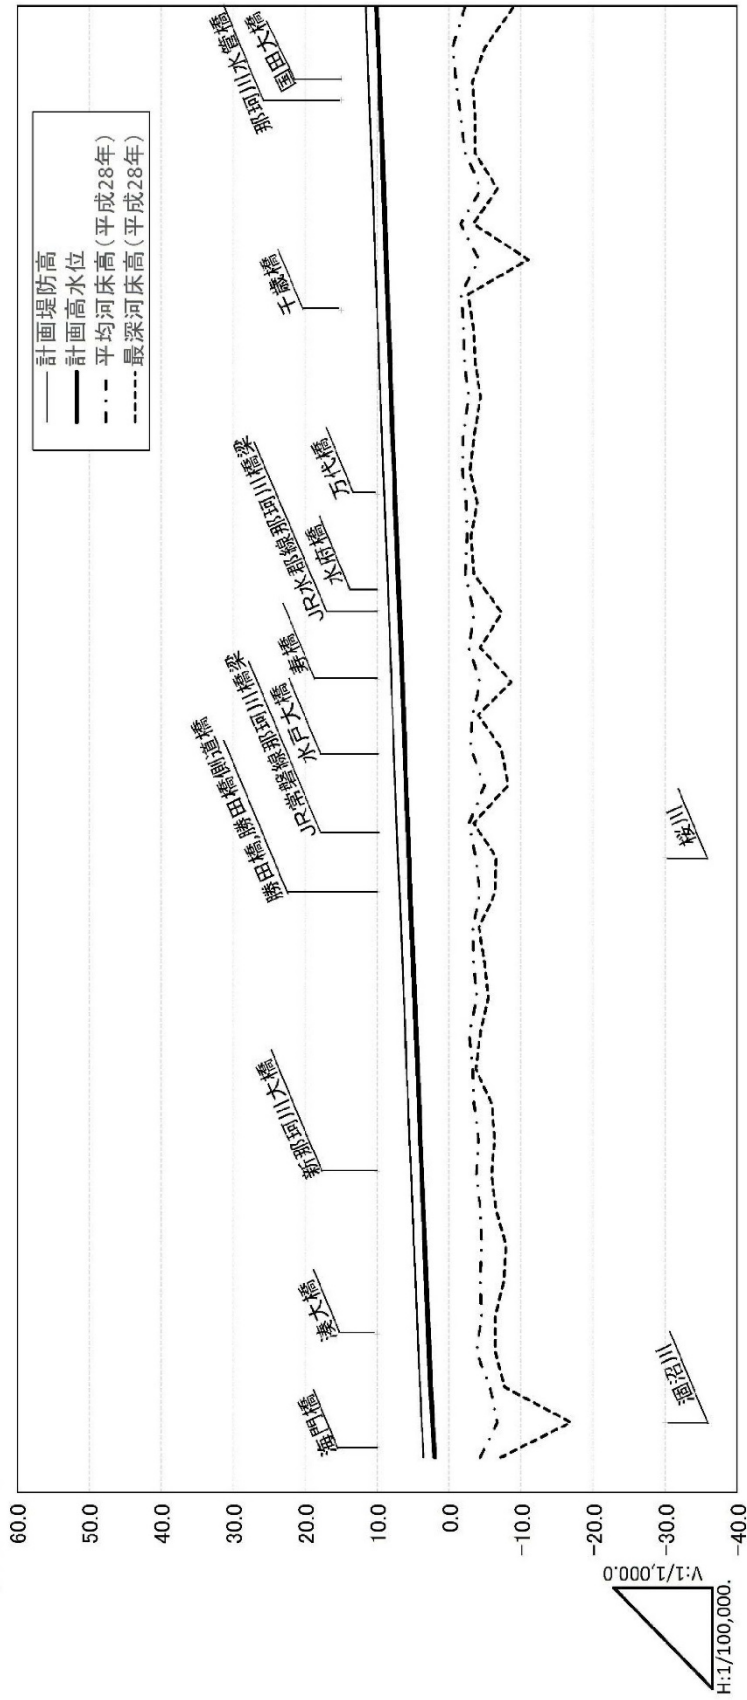 計画堤防高
計画高水位
平均河床高(平成28年)
最深河床高(平成28年)
60.0
50.0
40.0
30.0
20.0
10.0
0.0
-10.0
-20.0
-30.0
-40.0
海門橋
湊大橋
新那珂川大橋
勝田橋,勝田橋側道橋
JR常磐線那珂川橋梁
水戸大橋
寿橋
JR水郡線那珂川橋梁
水府橋
万代橋
千歳橋
那珂川水管橋
国田大橋
涸沼川
桜川
V:1/1,000.0
H:1/100,000.